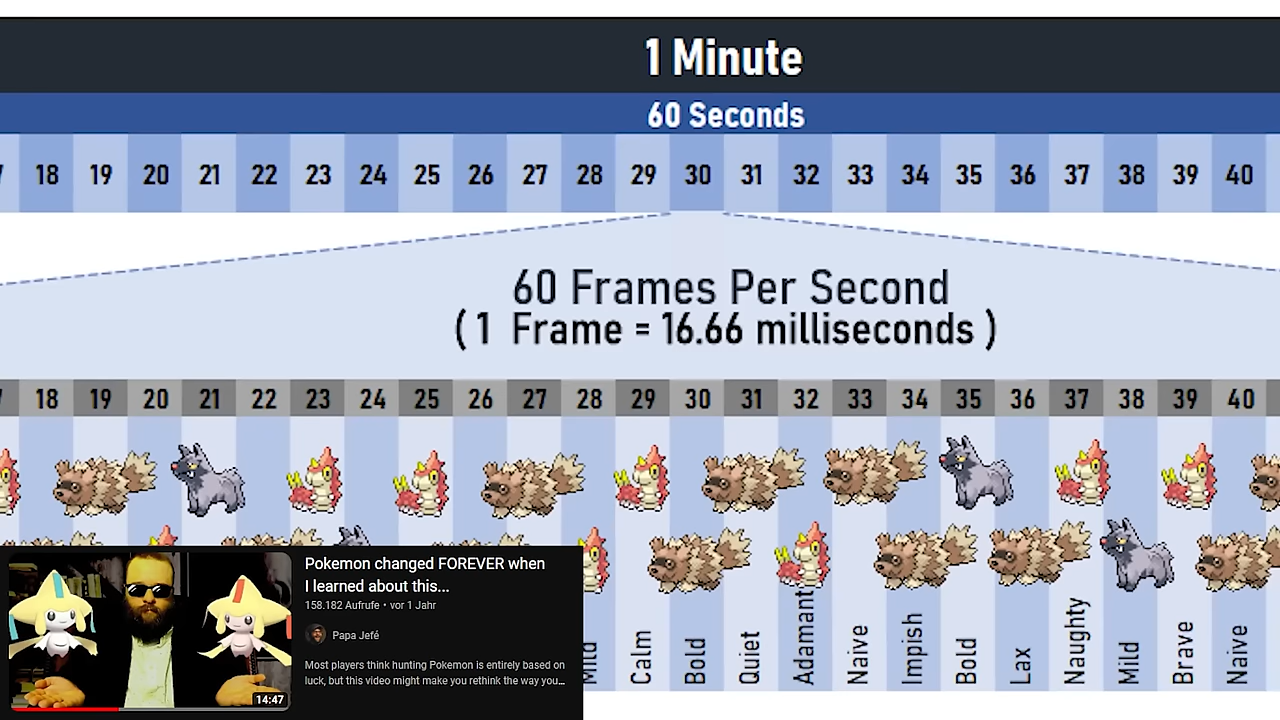 1 Minute
60 Seconds
18 19 20 21 22 23 24 25 26 27 28 29 30 31 32 33 34 35 36 37 38 39 40
60 Frames Per Second
( 1 Frame = 16.66 milliseconds )
18 19 20 21 22 23 24 25 26 27 28 29 30 31 32 33 34 35 36 37 38 39 40
Mild Calm Bold Quiet Adamant Naive Impish Bold Lax Naughty Mild Brave Naive
Pokemon changed FOREVER when
I learned about this...
158.182 Aufrufe • vor 1 Jahr
Papa Jefé
Most players think hunting Pokemon is entirely based on
luck, but this video might make you rethink the way you...
14:47